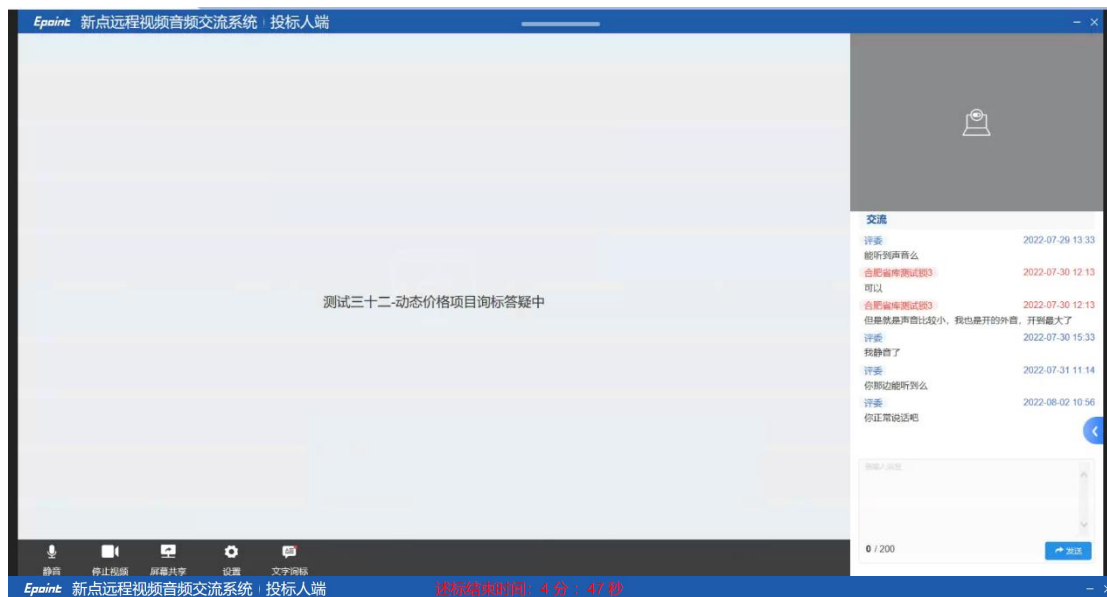 Epoint 新点远程视频音频交流系统 投标人端
交流
评委 2022-07-29 13:33
能听到声音么
合肥省库测试锁3 2022-07-30 12:13
可以
合肥省库测试锁3 2022-07-30 12:13
但是就是声音比较小，我也是开的外音，开到最大了
评委 2022-07-30 15:33
我静音了
评委 2022-07-31 11:14
你那边能听到么
评委 2022-08-02 10:56
你正常说话吧
测试三十二-动态价格项目询标答疑中
0 / 200
发送
静音 停止视频 屏幕共享 设置 文字询标
Epoint 新点远程视频音频交流系统 投标人端 述标结束时间：4 分：47 秒